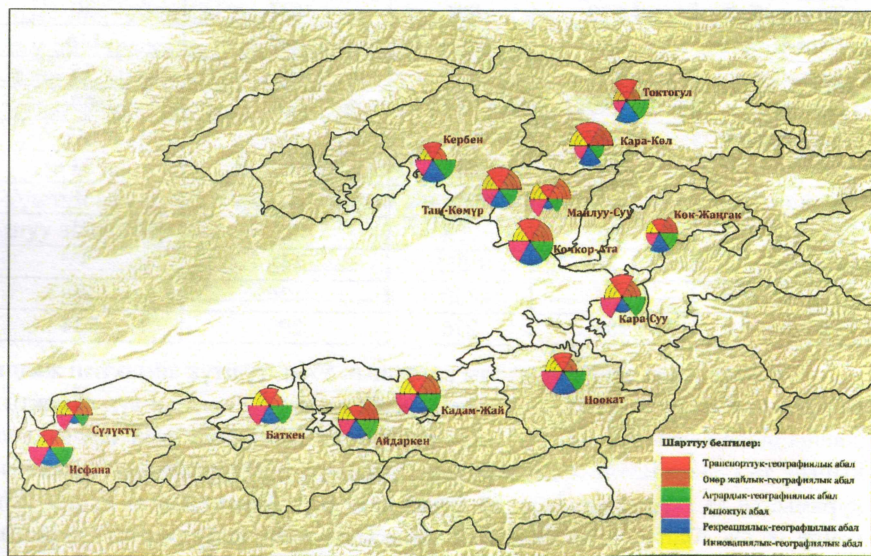 Токтогул
Кара-Көл
Кербен
Таш-Көмүр
Майлуу-Суу
Көк-Жаңгак
Кочкор-Ата
Кара-Суу
Ноокат
Кадам-Жай
Айдаркен
Баткен
Сүлүктү
Исфана
Шарттуу белгилер:
Транспорттук-географиялык абал
Өнөр жайлык-географиялык абал
Агрардык-географиялык абал
Рыноктук абал
Рекреациялык-географиялык абал
Инновациялык-географиялык абал